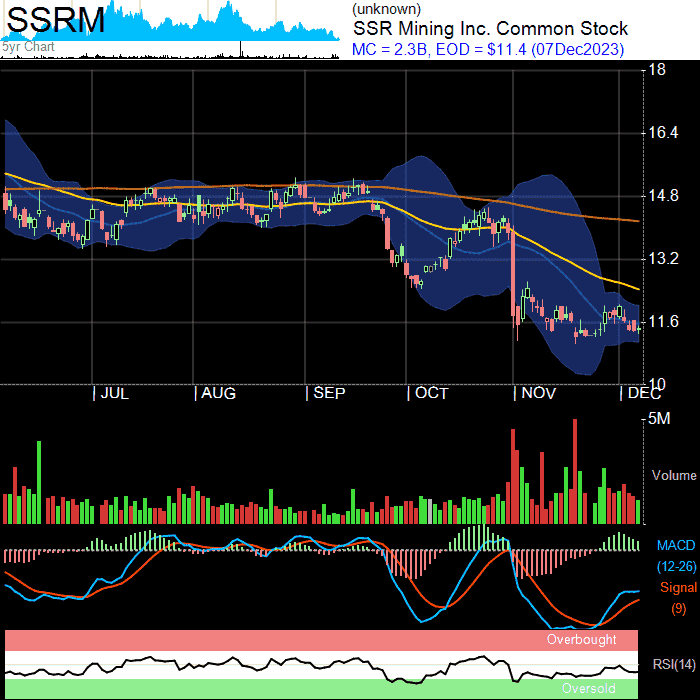 SSRM
5yr Chart
(unknown)
SSR Mining Inc. Common Stock
MC = 2.3B, EOD = $11.4 (07Dec2023)
18
16.4
14.8
13.2
11.6
10
JUL AUG SEP OCT NOV DEC
5M
Volume
MACD
(12-26)
Signal
(9)
Overbought
RSI(14)
Oversold